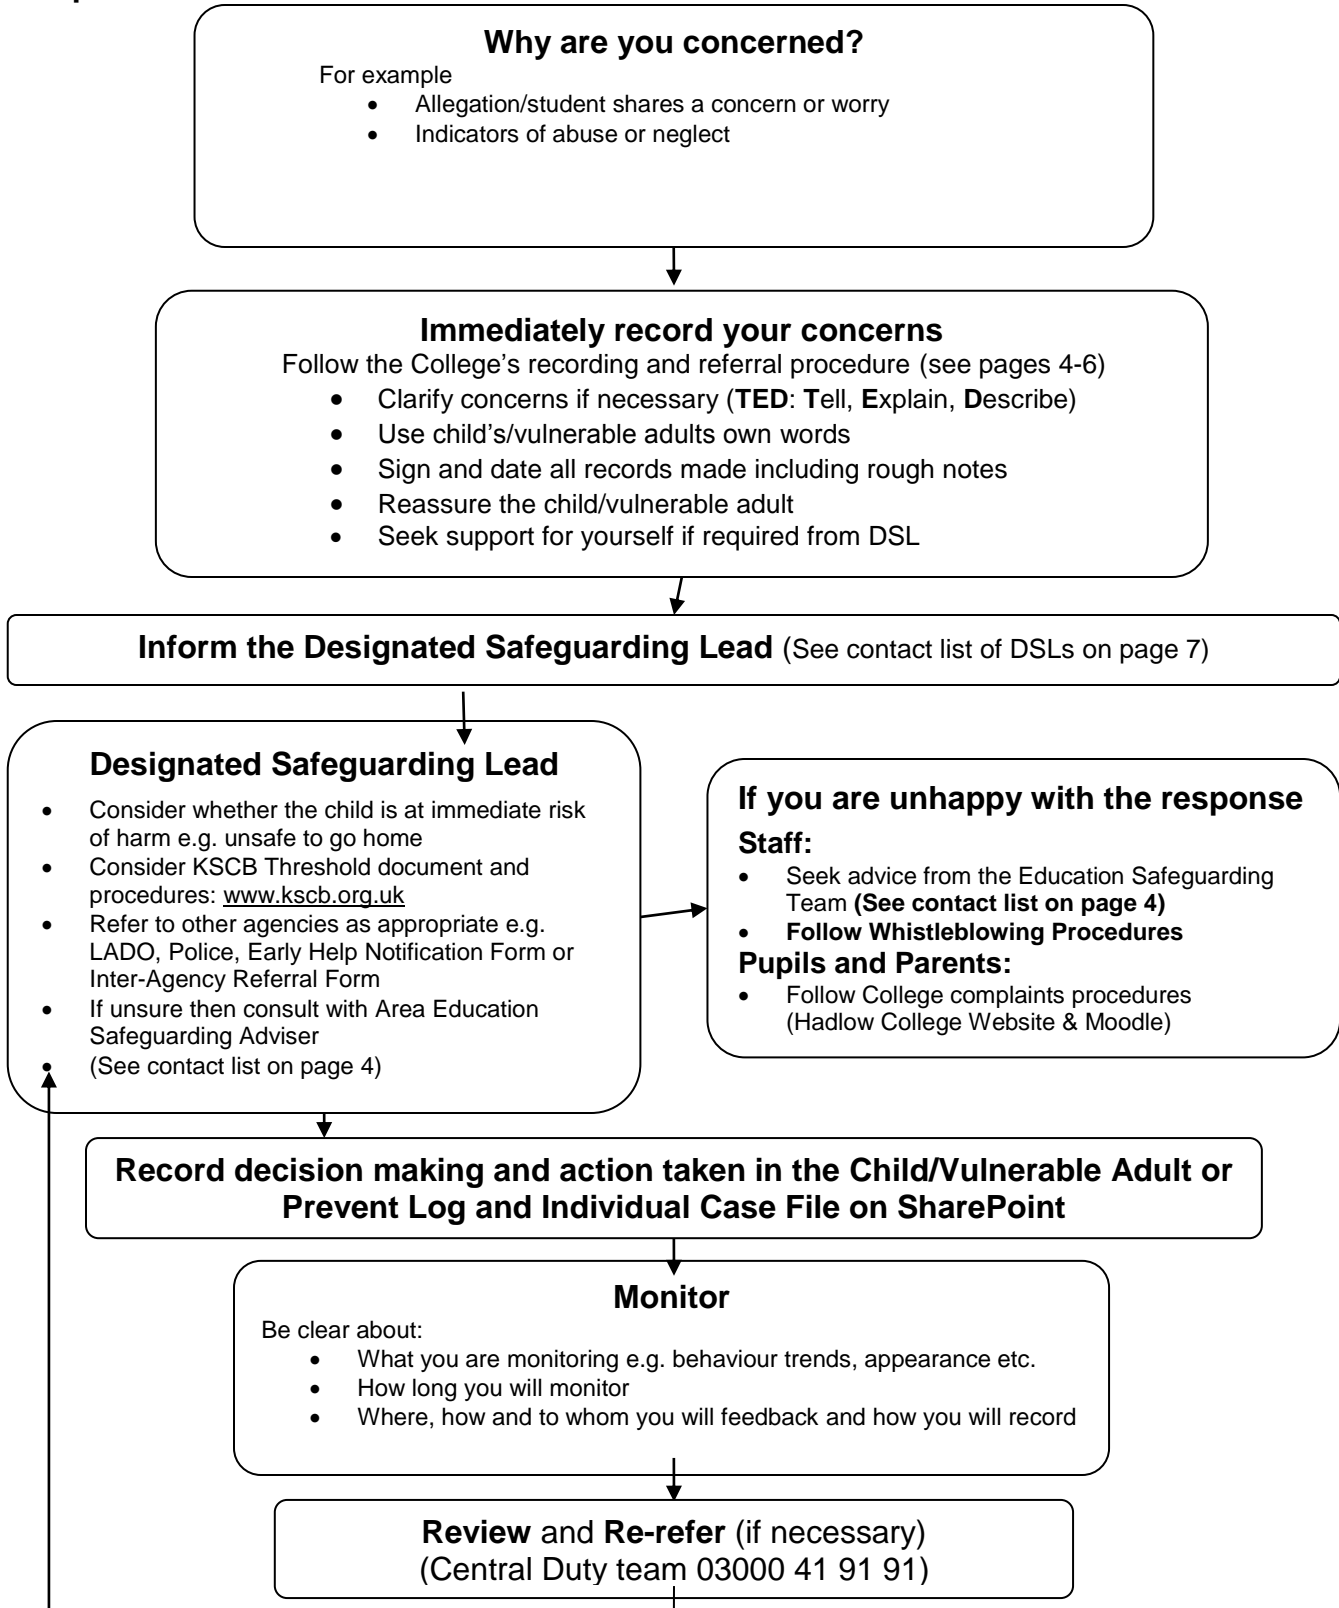 Why are you concerned?
For example
• Allegation/student shares a concern or worry
• Indicators of abuse or neglect
Immediately record your concerns
Follow the College’s recording and referral procedure (see pages 4-6)
• Clarify concerns if necessary (TED: Tell, Explain, Describe)
• Use child’s/vulnerable adults own words
• Sign and date all records made including rough notes
• Reassure the child/vulnerable adult
• Seek support for yourself if required from DSL
Inform the Designated Safeguarding Lead (See contact list of DSLs on page 7)
Designated Safeguarding Lead
• Consider whether the child is at immediate risk
of harm e.g. unsafe to go home
• Consider KSCB Threshold document and
procedures: www.kscb.org.uk
• Refer to other agencies as appropriate e.g.
LADO, Police, Early Help Notification Form or
Inter-Agency Referral Form
• If unsure then consult with Area Education
Safeguarding Adviser
• (See contact list on page 4)
If you are unhappy with the response
Staff:
• Seek advice from the Education Safeguarding
Team (See contact list on page 4)
• Follow Whistleblowing Procedures
Pupils and Parents:
• Follow College complaints procedures
(Hadlow College Website & Moodle)
Record decision making and action taken in the Child/Vulnerable Adult or
Prevent Log and Individual Case File on SharePoint
Monitor
Be clear about:
• What you are monitoring e.g. behaviour trends, appearance etc.
• How long you will monitor
• Where, how and to whom you will feedback and how you will record
Review and Re-refer (if necessary)
(Central Duty team 03000 41 91 91)